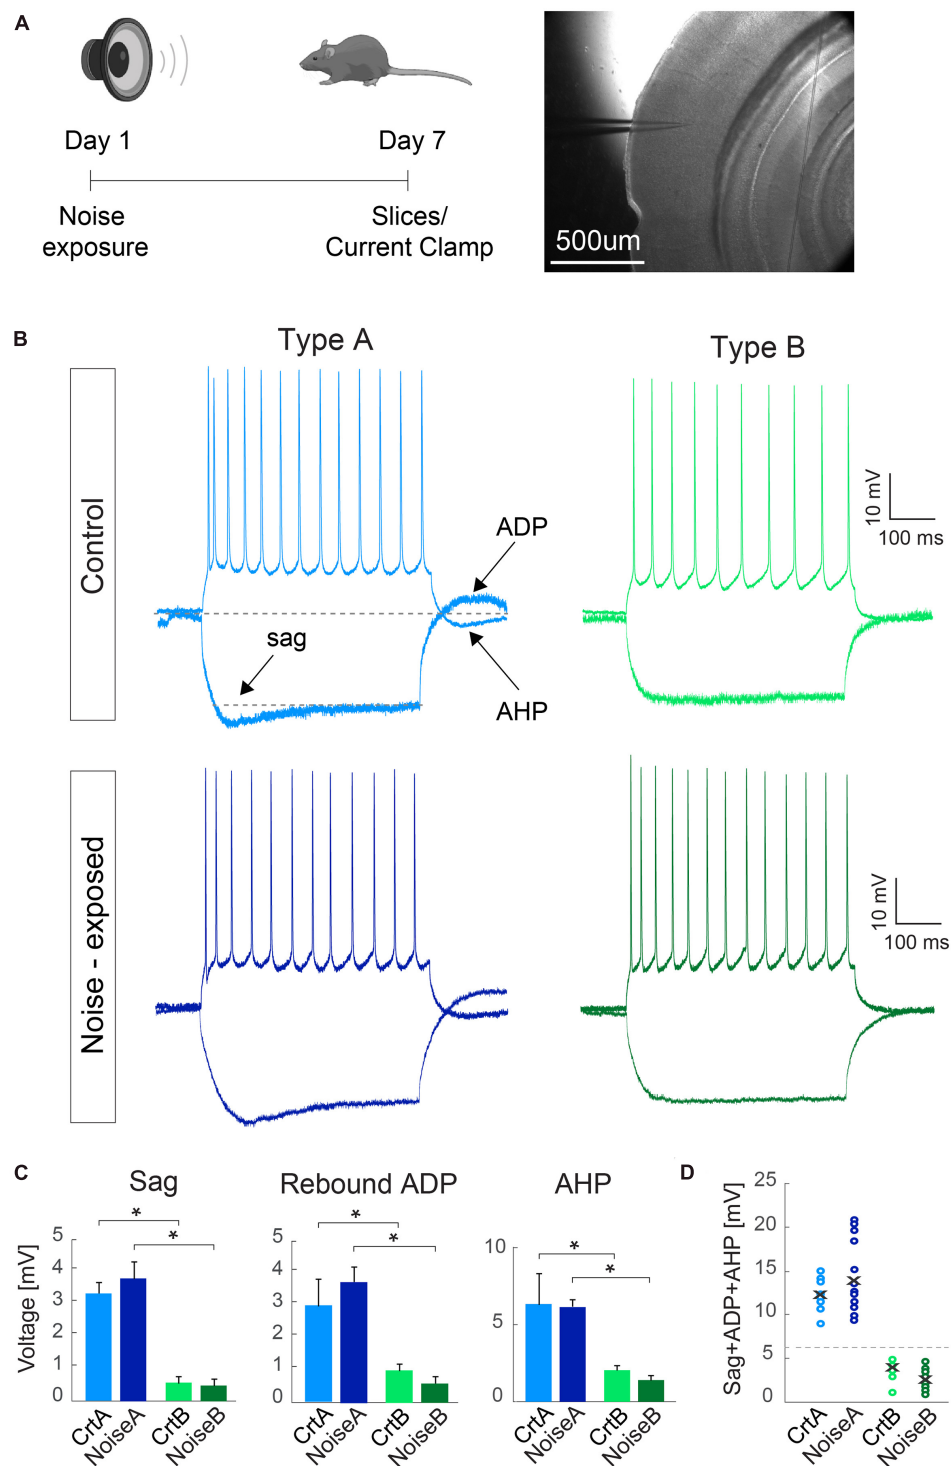 A
Day 1
Day 7
Noise
exposure
Slices/
Current Clamp
500um
B
Type A
Type B
Control
ADP
sag
AHP
10 mV
100 ms
Noise - exposed
10 mV
100 ms
C
Sag
Rebound ADP
AHP
D
Voltage [mV]
5
4
3
2
1
0
*
*
CrtA
NoiseA
CrtB
NoiseB
5
4
3
2
1
0
*
*
CrtA
NoiseA
CrtB
NoiseB
10
5
0
*
*
CrtA
NoiseA
CrtB
NoiseB
Sag+ADP+AHP [mV]
25
20
15
10
5
0
CrtA
NoiseA
CrtB
NoiseB